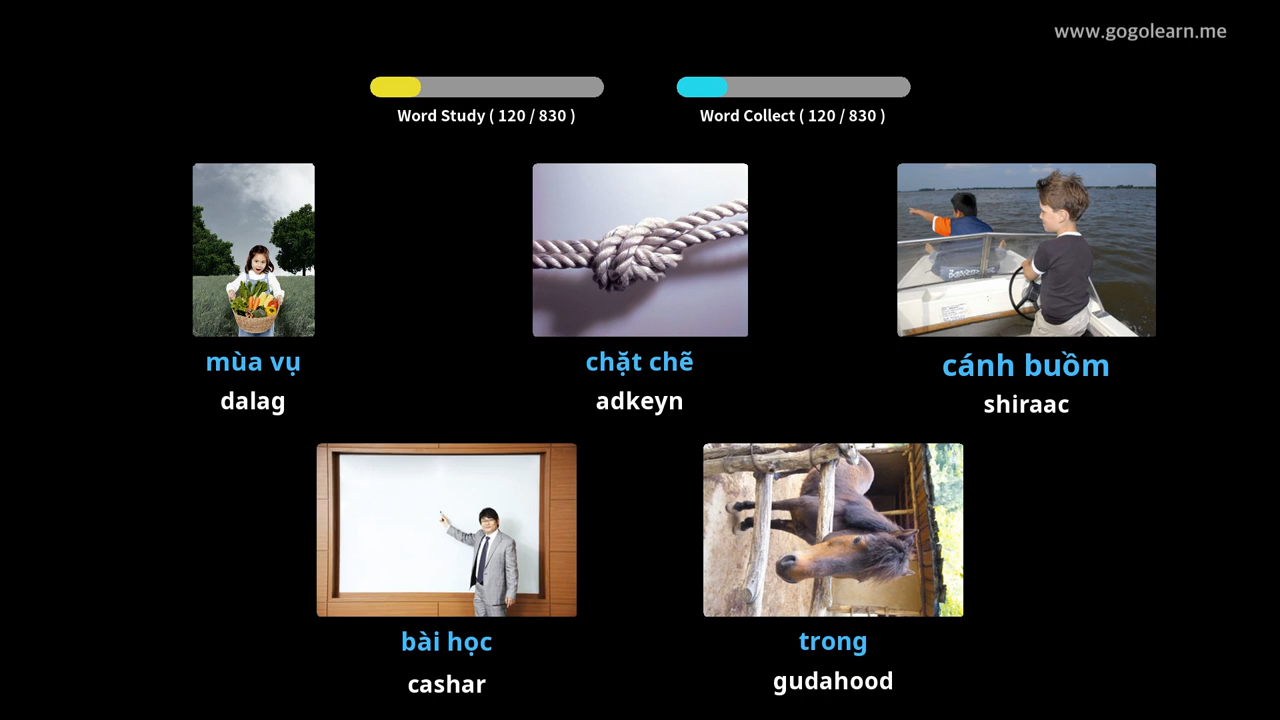 www.gogolearn.me
Word Study ( 120 / 830 )
Word Collect ( 120 / 830 )
mùa vụ
dalag
chặt chẽ
adkeyn
cánh buồm
shiraac
bài học
cashar
trong
gudahood